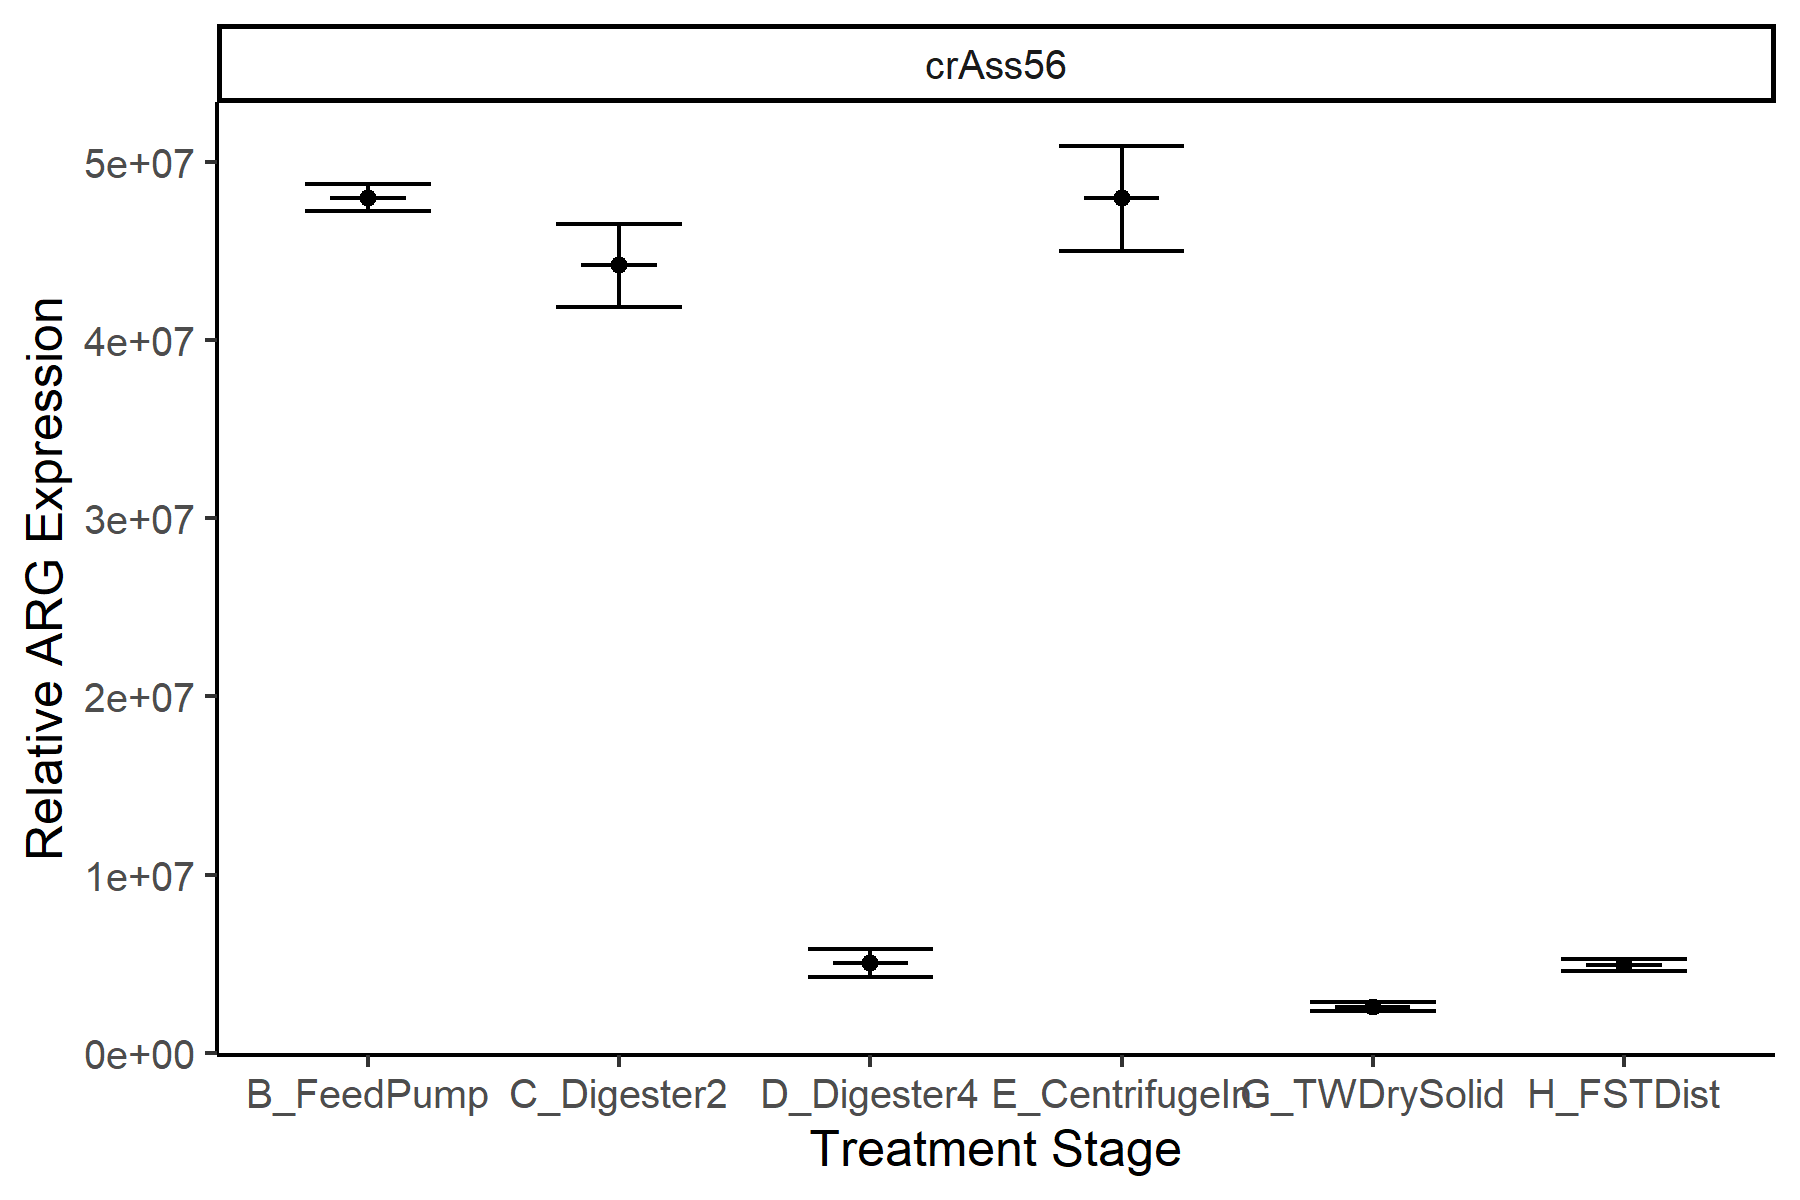 crAss56
Relative ARG Expression
5e+07
4e+07
3e+07
2e+07
1e+07
0e+00
B_FeedPump C_Digester2 D_Digester4 E_CentrifugeIn G_TWDrySolid H_FSTDist
Treatment Stage